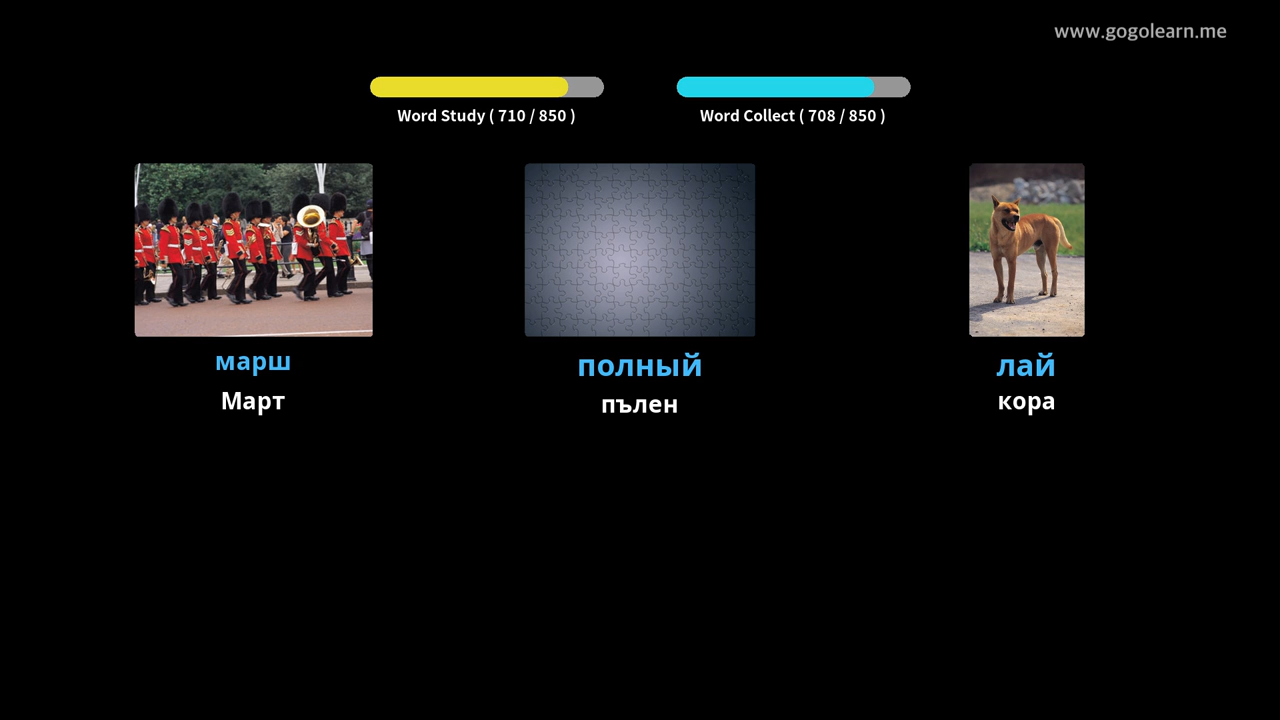 www.gogolearn.me
Word Study ( 710 / 850 )
Word Collect ( 708 / 850 )
марш
Март
полный
пълен
лай
кора